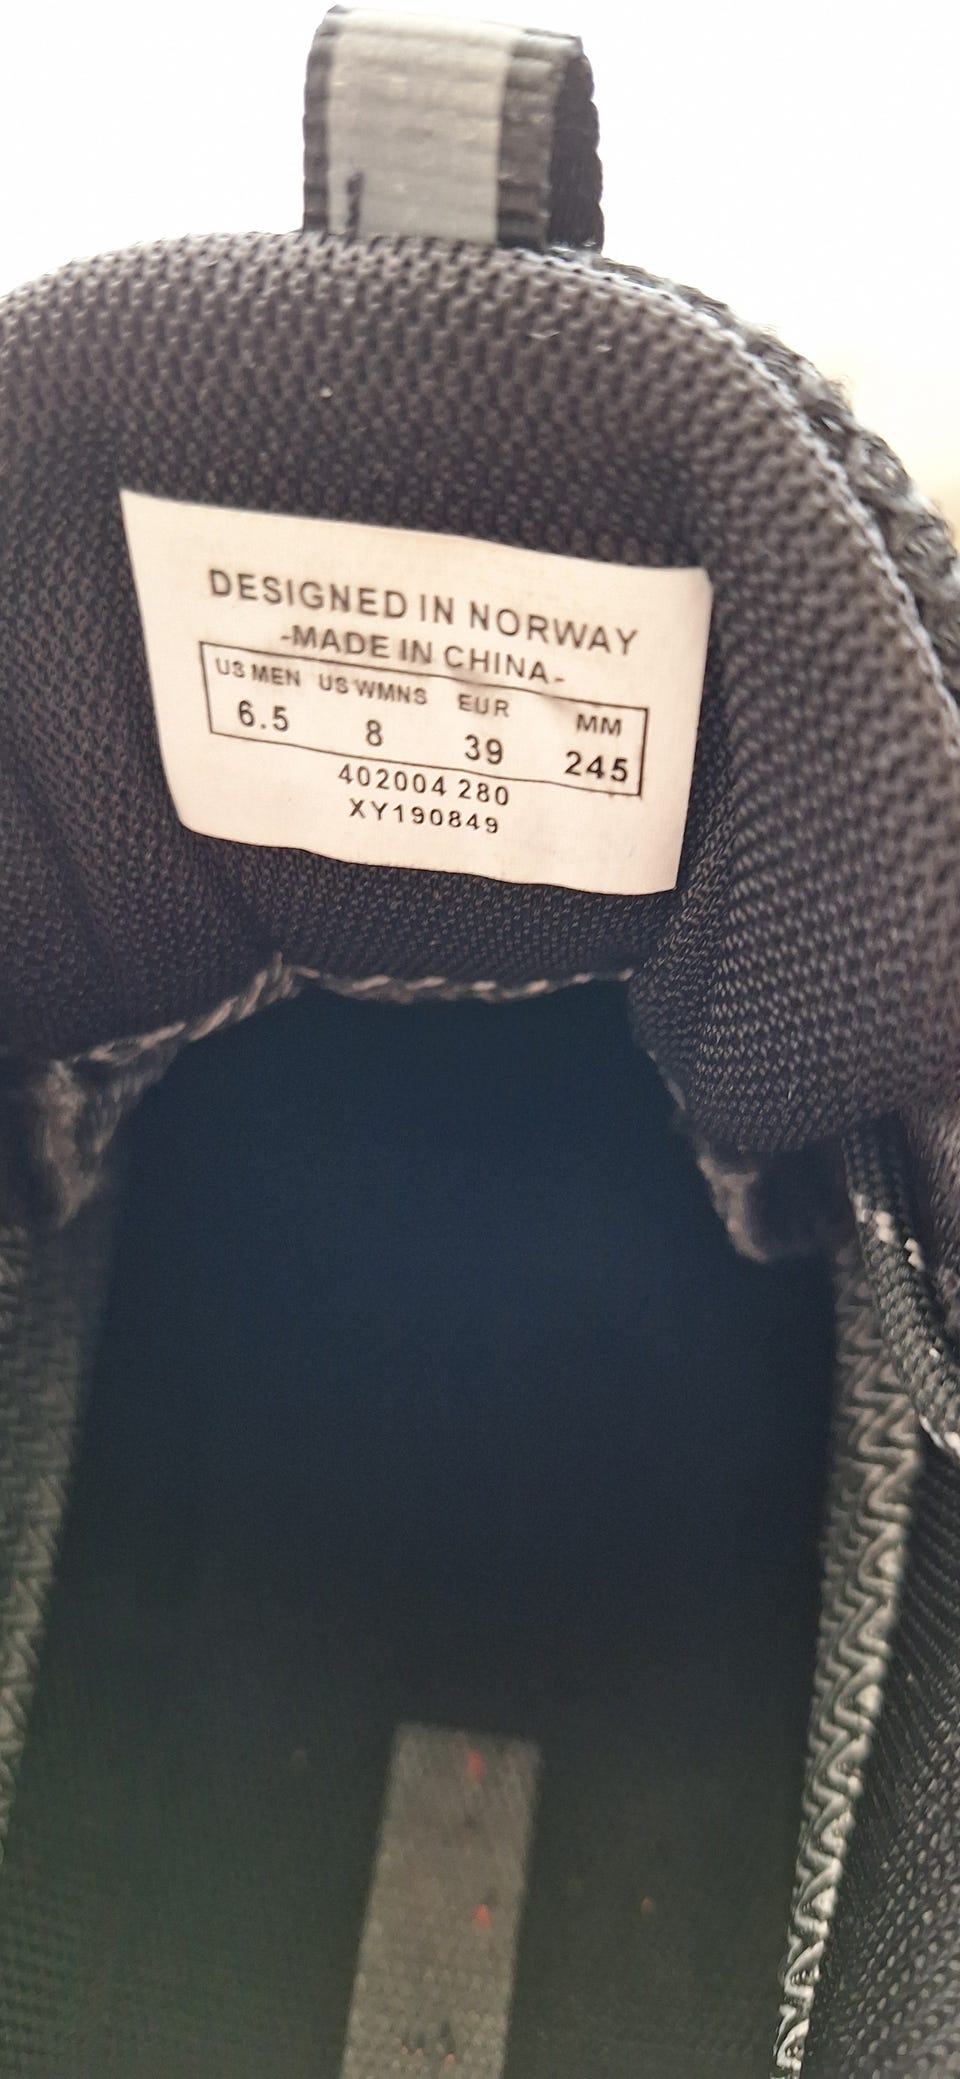 DESIGNED IN NORWAY
-MADE IN CHINA-
US MEN US WMNS EUR MM
6.5 8 39 245
402004 280
XY190849